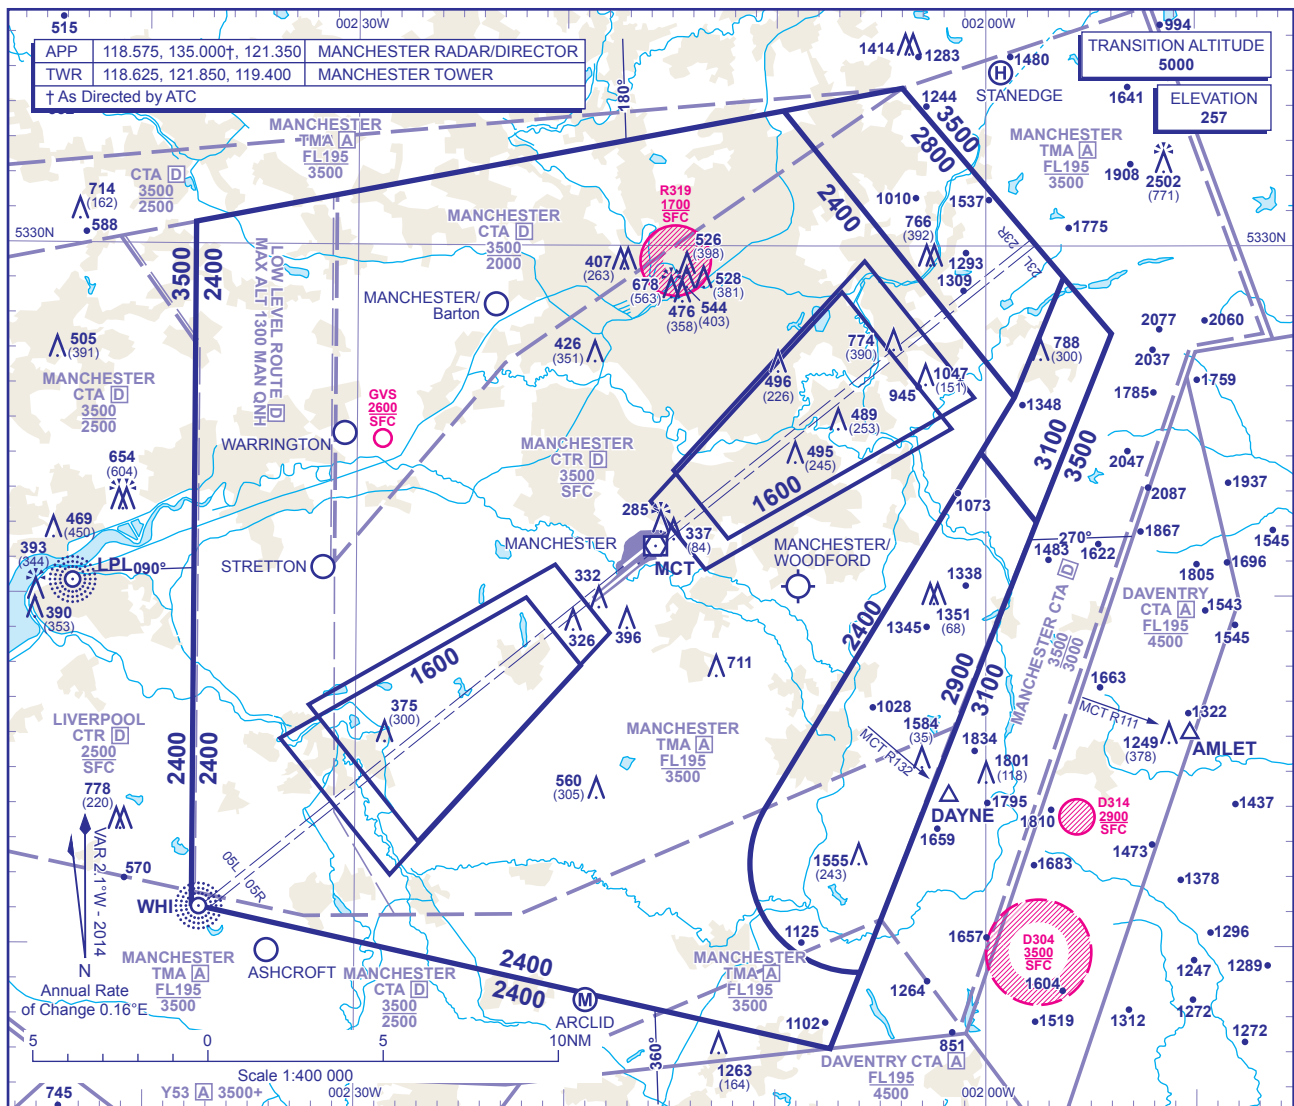 515
002 30W
002 00W
994
APP 118.575, 135.000†, 121.350 MANCHESTER RADAR/DIRECTOR
TWR 118.625, 121.850, 119.400 MANCHESTER TOWER
† As Directed by ATC
TRANSITION ALTITUDE
5000
ELEVATION
257
1414
1283
1480
H
STANEDGE
1641
180°
1244
3500
2800
MANCHESTER
TMA A
FL195
3500
MANCHESTER
TMA A
FL195
3500
1908
2502
(771)
CTA D
3500
2500
714
(162)
588
R319
1700
SFC
2400
1010
1537
766
(392)
1775
5330N
5330N
MANCHESTER
CTA D
3500
2000
526
(398)
407
(263)
678
(563)
528
(381)
544
(403)
476
(358)
23R
23L
1293
1309
3500
2400
LOW LEVEL ROUTE D
MAX ALT 1300 MAN QNH
MANCHESTER/
Barton
505
(391)
426
(351)
774
(390)
788
(300)
2077
2060
2037
MANCHESTER
CTA D
3500
2500
GVS
2600
SFC
496
(226)
1047
(151)
945
1759
1785
WARRINGTON
489
(253)
1348
3100
3500
MANCHESTER
CTR D
3500
SFC
495
(245)
654
(604)
2047
1937
1600
2087
1073
469
(450)
285
337
(84)
MANCHESTER
MCT
MANCHESTER/
WOODFORD
1867
1545
270°
1483
1622
393
(344)
LPL
090°
STRETTON
332
1805
1696
390
(353)
1338
1351
(68)
1345
DAVENTRY
CTA A
FL195
4500
1543
1545
326
396
2400
MANCHESTER CTA D
3500
3000
1600
711
2900
3100
1663
375
(300)
1028
MCT R111
1322
1249
(378)
AMLET
LIVERPOOL
CTR D
2500
SFC
MANCHESTER
TMA A
FL195
3500
1584
(35)
MCT R132
1834
1801
(118)
2400
2400
778
(220)
560
(305)
DAYNE
1795
1810
D314
2900
SFC
1437
1659
1473
VAR 2.1°W - 2014
570
05L
05R
1555
(243)
1683
1378
WHI
1125
1657
D304
3500
SFC
1604
1296
N
Annual Rate
of Change 0.16°E
MANCHESTER
TMA A
FL195
3500
ASHCROFT
MANCHESTER
CTA D
3500
2500
2400
2400
M
ARCLID
MANCHESTER
TMA A
FL195
3500
1264
1247
1289
1272
1102
1519
1312
1272
851
5
0
5
10NM
Scale 1:400 000
360°
1263
(164)
DAVENTRY CTA A
FL195
4500
745
Y53 A 3500+
002 30W
002 00W